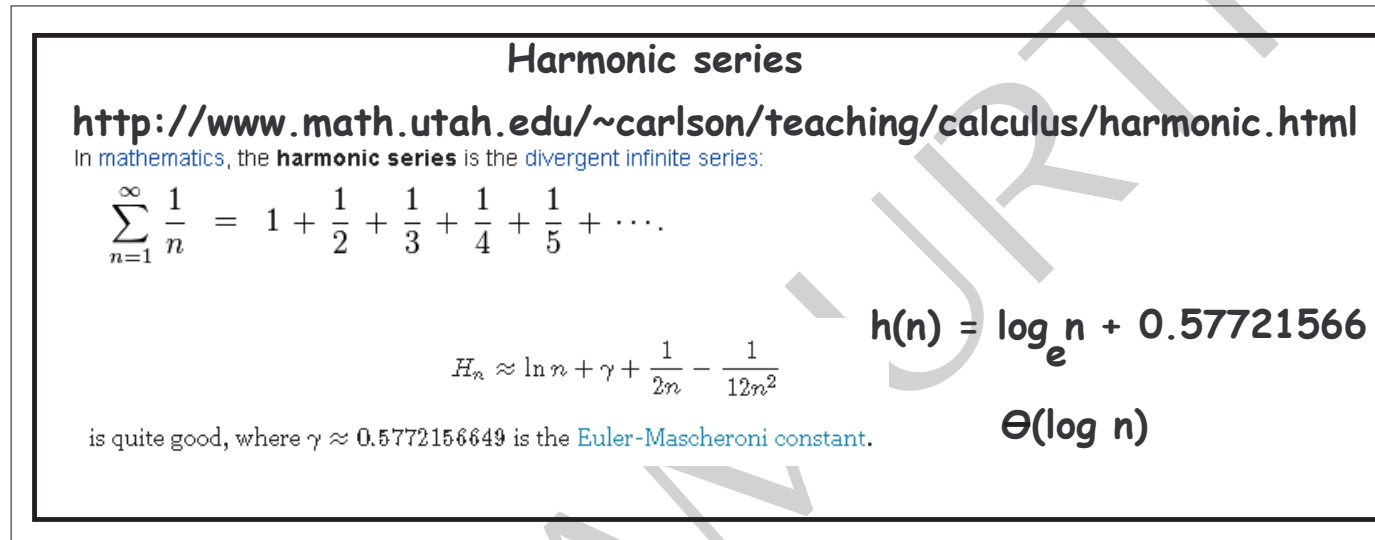 Harmonic series
http://www.math.utah.edu/~carlson/teaching/calculus/harmonic.html
In mathematics, the harmonic series is the divergent infinite series:
∑_{n=1}^{∞} 1/n = 1 + 1/2 + 1/3 + 1/4 + 1/5 + ⋯.
h(n) = log_e n + 0.57721566
H_n ≈ ln n + γ + 1/2n − 1/12n²
is quite good, where γ ≈ 0.5772156649 is the Euler-Mascheroni constant.
Θ(log n)